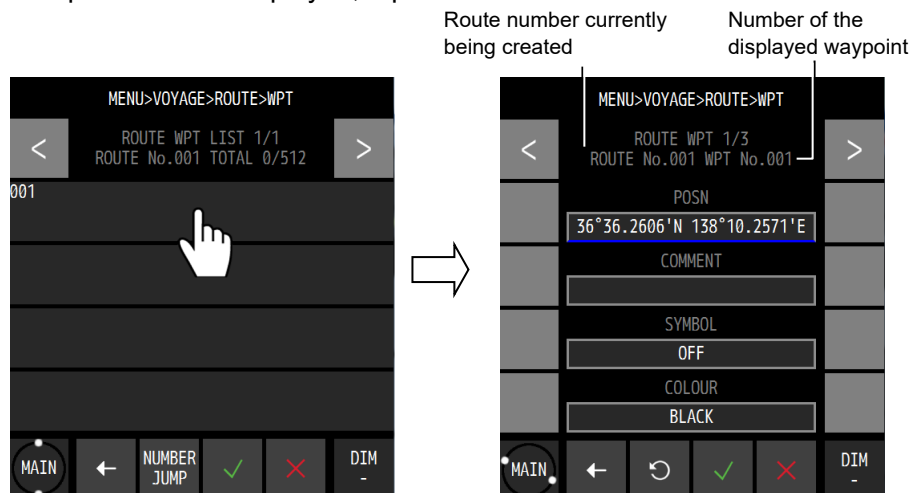 Route number currently
being created
Number of the
displayed waypoint
MENU>VOYAGE>ROUTE>WPT
<
ROUTE WPT LIST 1/1
ROUTE No.001 TOTAL 0/512
>
001
MAIN
←
NUMBER
JUMP
✓
✕
DIM
-
MENU>VOYAGE>ROUTE>WPT
<
ROUTE WPT 1/3
ROUTE No.001 WPT No.001
>
POSN
36°36.2606'N 138°10.2571'E
COMMENT
SYMBOL
OFF
COLOUR
BLACK
MAIN
←
✓
✕
DIM
-